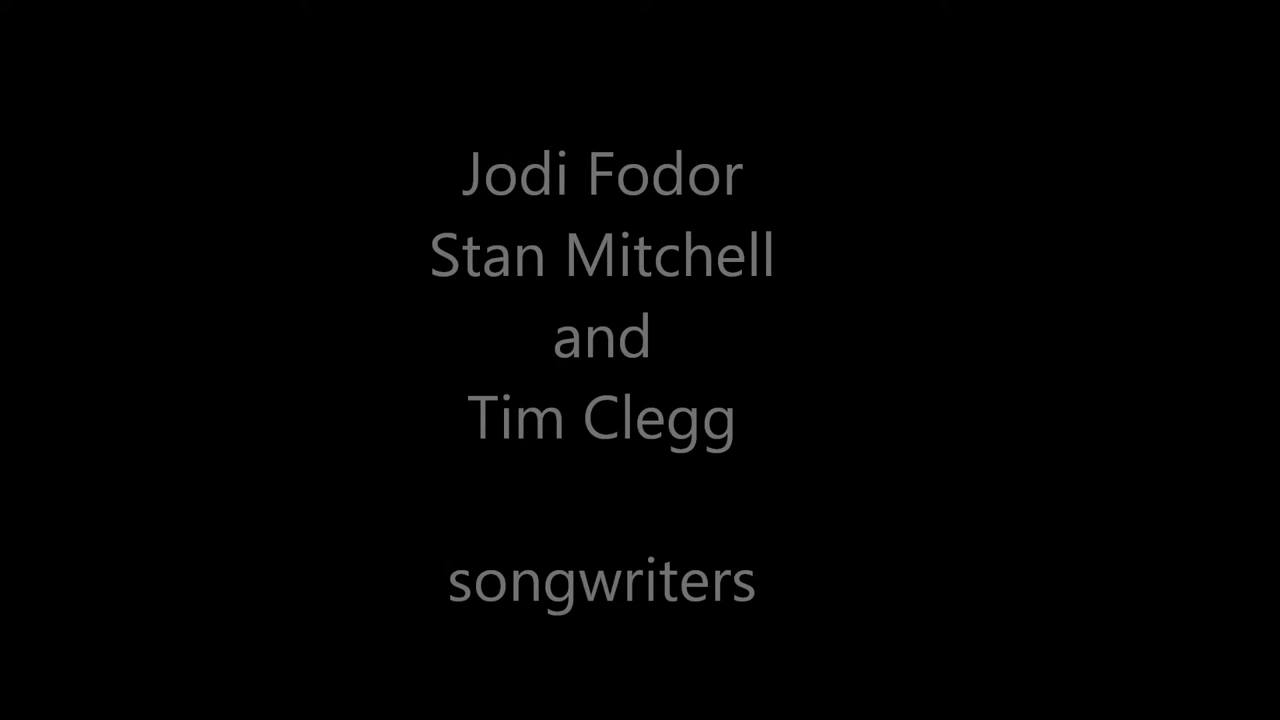 Jodi Fodor
Stan Mitchell
and
Tim Clegg
songwriters